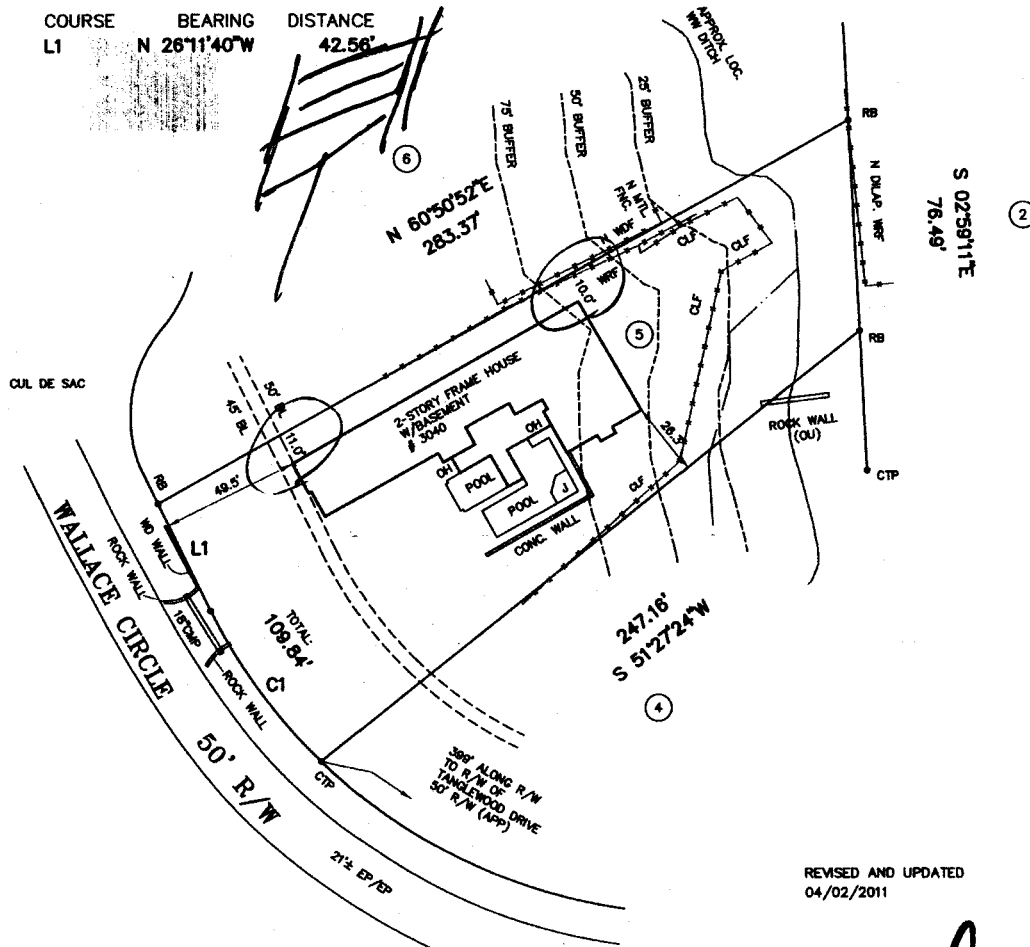 COURSE BEARING DISTANCE
L1 N 26°11'40"W 42.56'
APPROX. LOC.
WW DITCH
6
75' BUFFER
50' BUFFER
25' BUFFER
RB
N DILAP. WRF
S 02°59'11"E
76.49'
2
N 60°50'52"E
283.37'
N MTL
FNC.
N WDF
CLF
CLF
WRF
10.0'
CLF
5
RB
CUL DE SAC
50' BL
45' BL
11.0'
2-STORY FRAME HOUSE
W/BASEMENT
# 3040
OH
OH
POOL
POOL
J
CONC. WALL
26.3'
CLF
ROCK WALL
(OU)
CTP
RB
49.5'
WD WALL
L1
ROCK WALL
18"CMP
ROCK WALL
C1
TOTAL:
109.84'
247.16'
S 51°27'24"W
4
WALLACE CIRCLE 50' R/W
CTP
399' ALONG R/W
TO R/W OF
TANGLEWOOD DRIVE
50' R/W (APP)
21'± EP/EP
REVISED AND UPDATED
04/02/2011